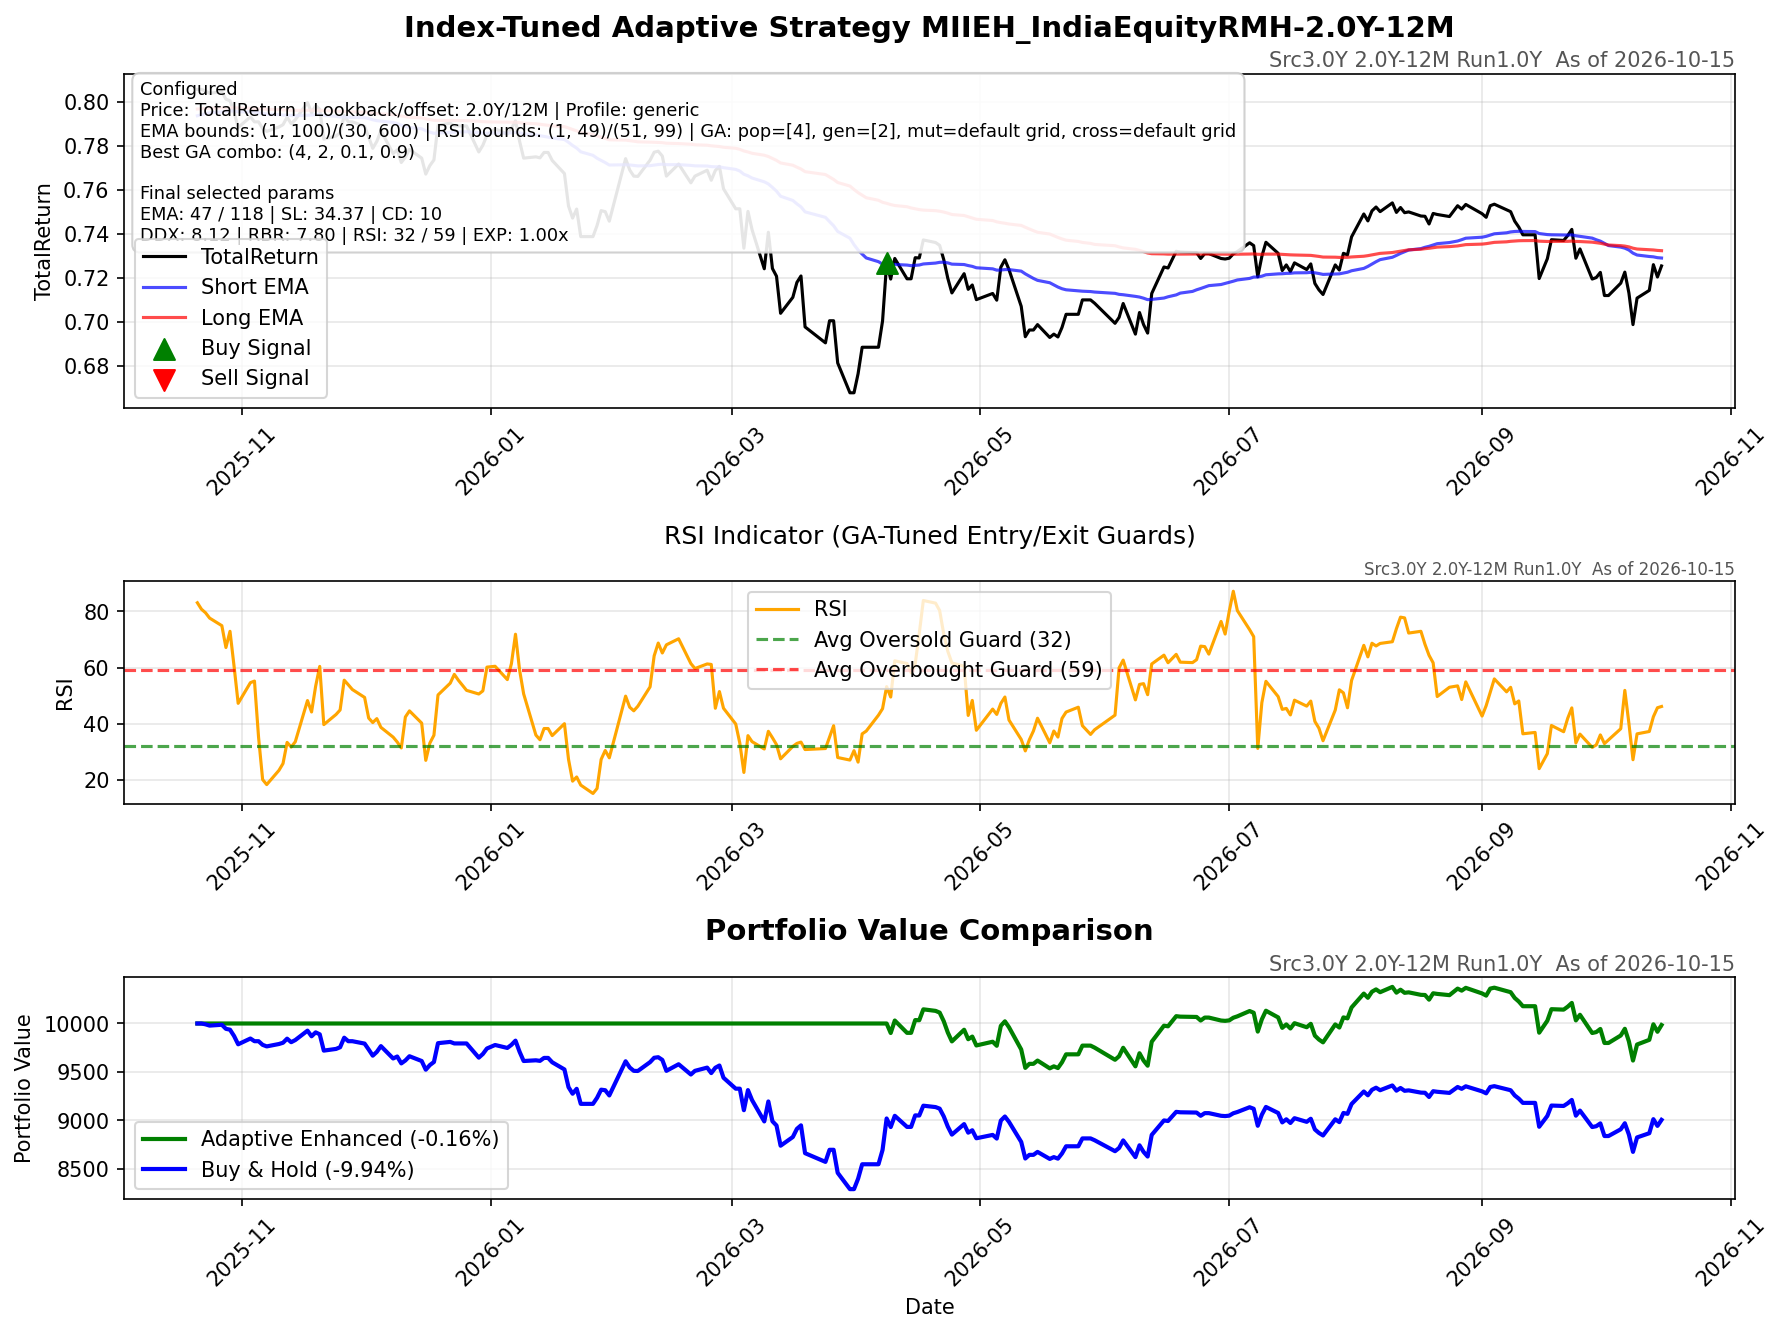 Index-Tuned Adaptive Strategy MIIEH_IndiaEquityRMH-2.0Y-12M
Src3.0Y 2.0Y-12M Run1.0Y  As of 2026-10-15
Configured
Price: TotalReturn | Lookback/offset: 2.0Y/12M | Profile: generic
EMA bounds: (1, 100)/(30, 600) | RSI bounds: (1, 49)/(51, 99) | GA: pop=[4], gen=[2], mut=default grid, cross=default grid
Best GA combo: (4, 2, 0.1, 0.9)
Final selected params
EMA: 47 / 118 | SL: 34.37 | CD: 10
DDX: 8.12 | RBR: 7.80 | RSI: 32 / 59 | EXP: 1.00x
TotalReturn
Short EMA
Long EMA
Buy Signal
Sell Signal
TotalReturn
0.80
0.78
0.76
0.74
0.72
0.70
0.68
2025-11
2026-01
2026-03
2026-05
2026-07
2026-09
2026-11
RSI Indicator (GA-Tuned Entry/Exit Guards)
Src3.0Y 2.0Y-12M Run1.0Y  As of 2026-10-15
RSI
Avg Oversold Guard (32)
Avg Overbought Guard (59)
RSI
80
60
40
20
2025-11
2026-01
2026-03
2026-05
2026-07
2026-09
2026-11
Portfolio Value Comparison
Src3.0Y 2.0Y-12M Run1.0Y  As of 2026-10-15
Portfolio Value
10000
9500
9000
8500
Adaptive Enhanced (-0.16%)
Buy & Hold (-9.94%)
2025-11
2026-01
2026-03
2026-05
2026-07
2026-09
2026-11
Date